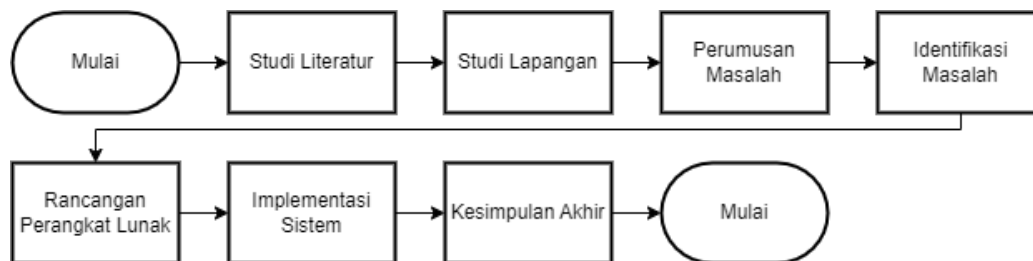 Mulai
Studi Literatur
Studi Lapangan
Perumusan
Masalah
Identifikasi
Masalah
Rancangan
Perangkat Lunak
Implementasi
Sistem
Kesimpulan Akhir
Mulai